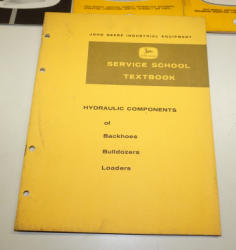 JOHN DEERE INDUSTRIAL EQUIPMENT
SERVICE SCHOOL
TEXTBOOK
HYDRAULIC COMPONENTS
of
Backhoes
Bulldozers
Loaders